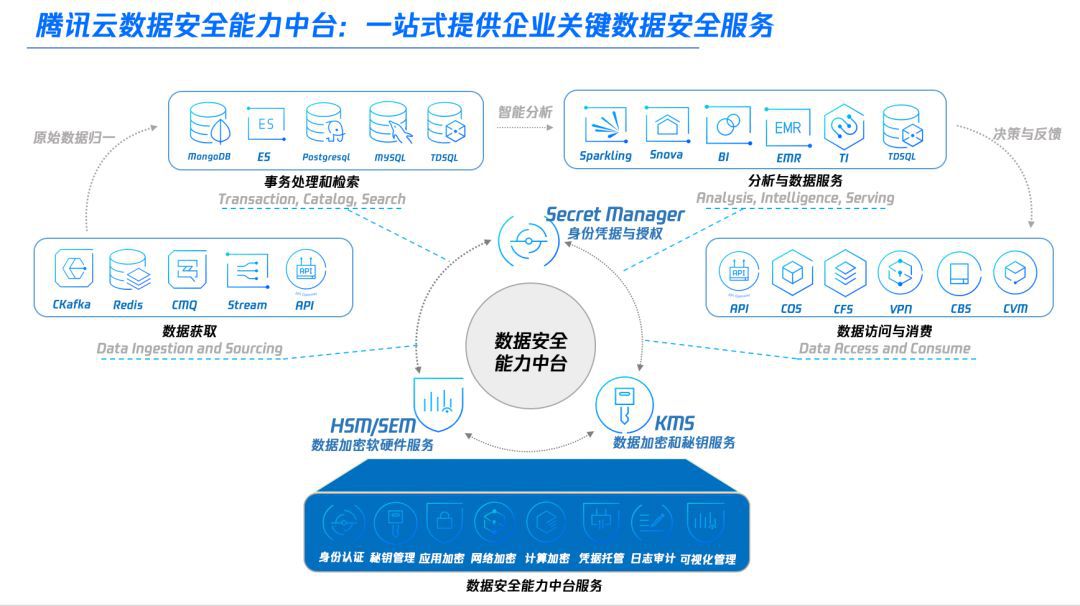 腾讯云数据安全能力中台：一站式提供企业关键数据安全服务
原始数据归一
MongoDB
ES
ES
Postgresql
MySQL
TDSQL
事务处理和检索
Transaction, Catalog, Search
智能分析
Sparkling
Snova
BI
EMR
EMR
TI
TDSQL
分析与数据服务
Analysis, Intelligence, Serving
决策与反馈
Secret Manager
身份凭据与授权
CKafka
Redis
CMQ
Stream
API
API
数据获取
Data Ingestion and Sourcing
API
API
COS
CFS
VPN
CBS
CVM
数据访问与消费
Data Access and Consume
数据安全
能力中台
HSM/SEM
数据加密软硬件服务
KMS
数据加密和秘钥服务
身份认证
秘钥管理
应用加密
网络加密
计算加密
凭据托管
日志审计
可视化管理
数据安全能力中台服务